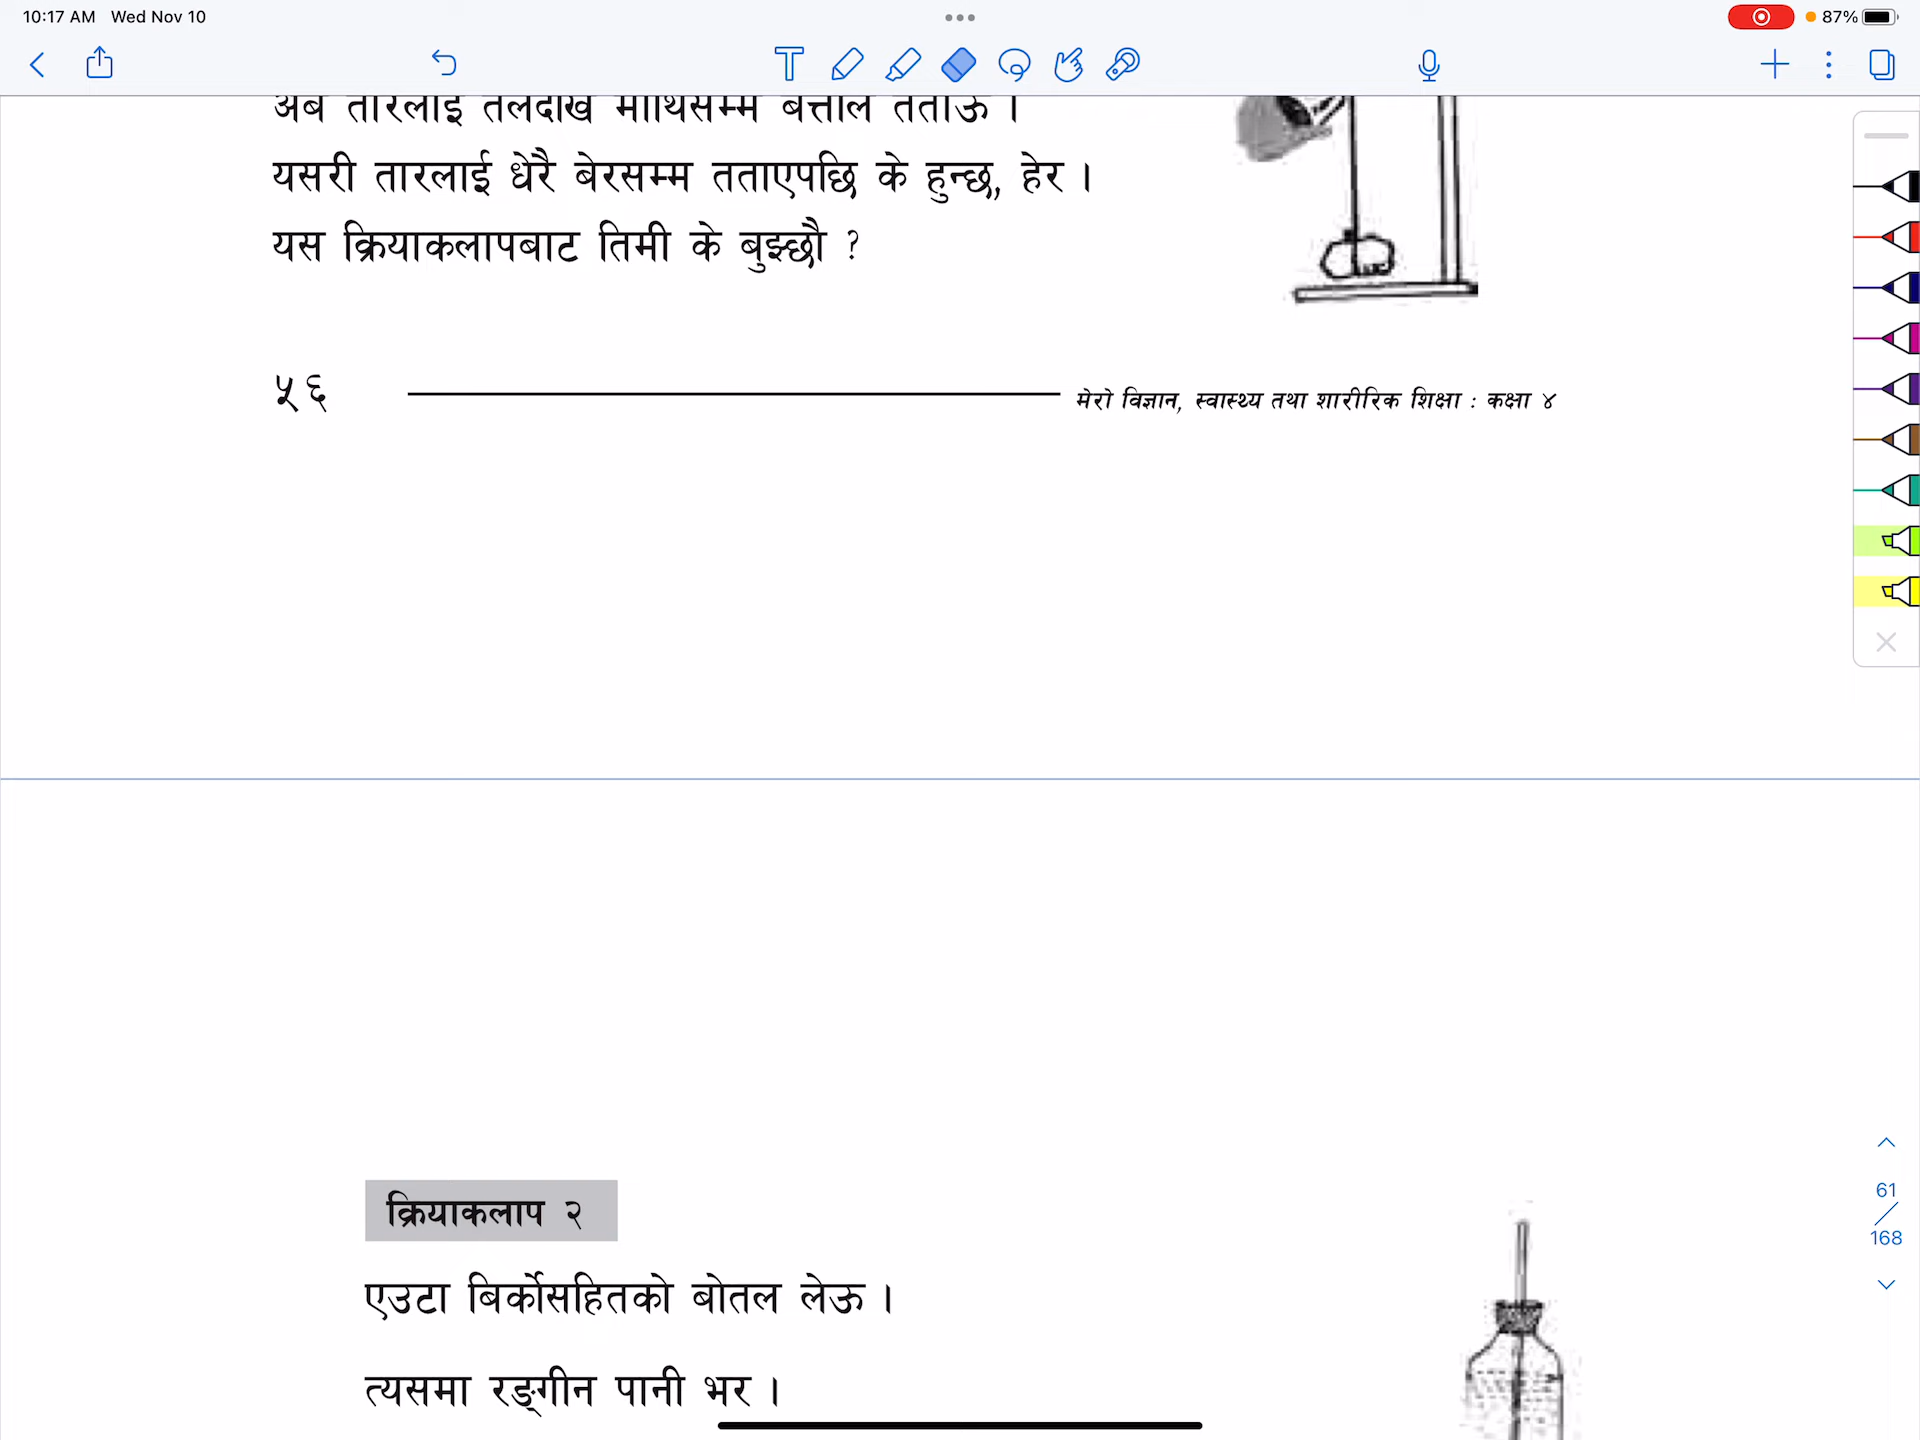 10:17 AM Wed Nov 10
87%
अब तारलाई तलदेखि माथिसम्म बत्तीले तताऊ ।
यसरी तारलाई धेरै बेरसम्म तताएपछि के हुन्छ, हेर ।
यस क्रियाकलापबाट तिमी के बुझ्छौ ?
५६
मेरो विज्ञान, स्वास्थ्य तथा शारीरिक शिक्षा : कक्षा ४
क्रियाकलाप २
एउटा बिर्कोसहितको बोतल लेऊ ।
त्यसमा रङ्गीन पानी भर ।
61
168